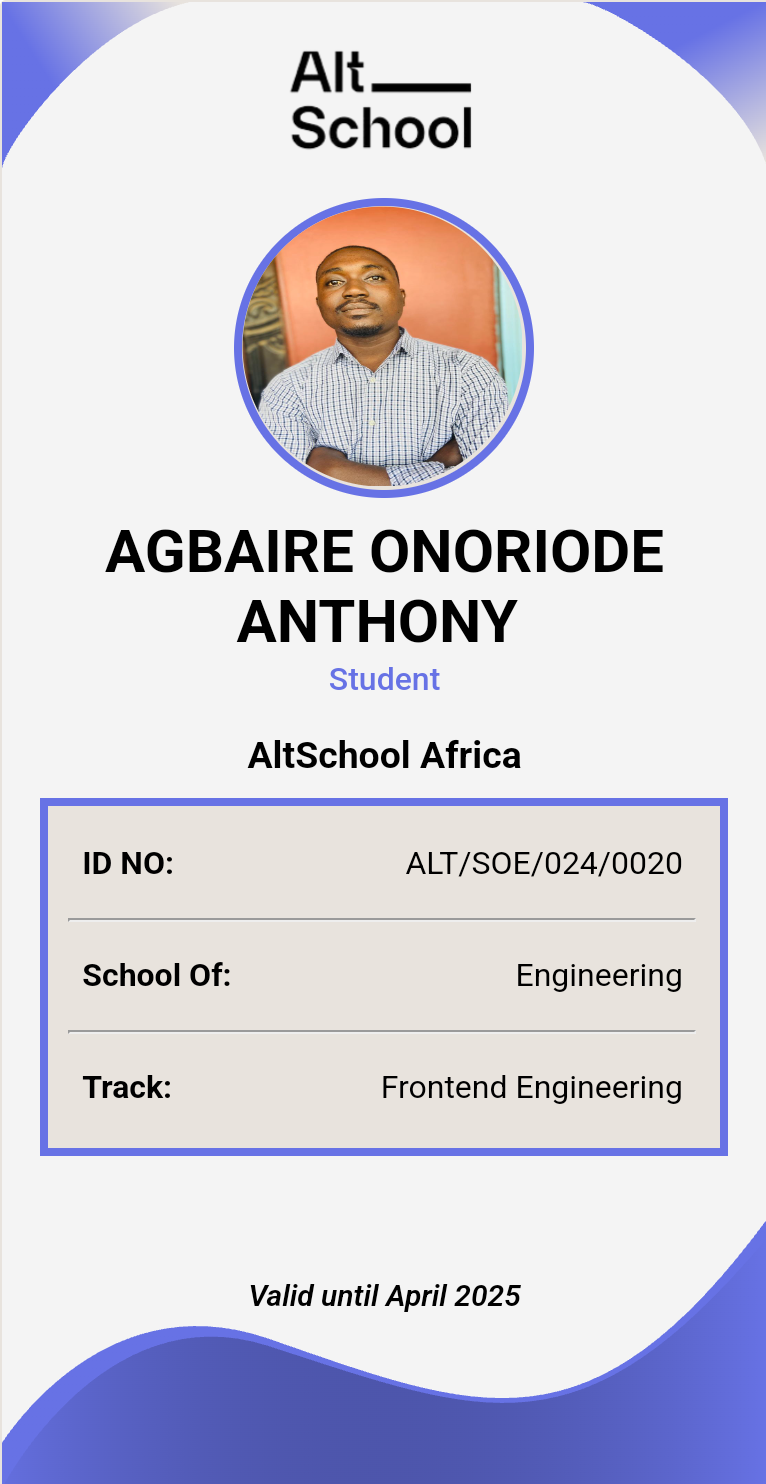 Alt
School
AGBAIRE ONORIODE
ANTHONY
Student
AltSchool Africa
ID NO: ALT/SOE/024/0020
School Of: Engineering
Track: Frontend Engineering
Valid until April 2025